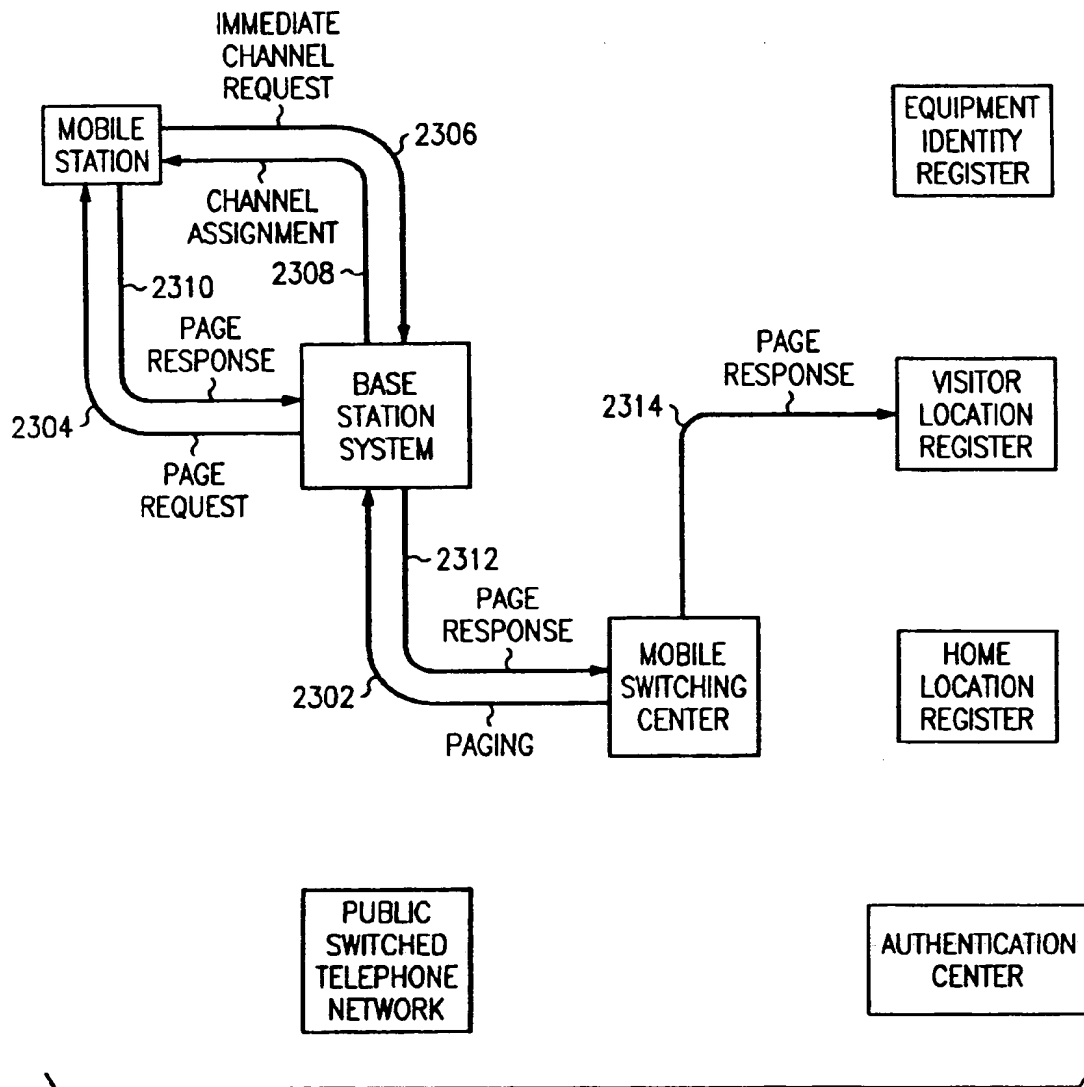 IMMEDIATE
CHANNEL
REQUEST
MOBILE
STATION
2306
EQUIPMENT
IDENTITY
REGISTER
CHANNEL
ASSIGNMENT
2308
2310
PAGE
RESPONSE
2304
PAGE
REQUEST
BASE
STATION
SYSTEM
PAGE
RESPONSE
2314
VISITOR
LOCATION
REGISTER
2312
PAGE
RESPONSE
2302
PAGING
MOBILE
SWITCHING
CENTER
HOME
LOCATION
REGISTER
PUBLIC
SWITCHED
TELEPHONE
NETWORK
AUTHENTICATION
CENTER